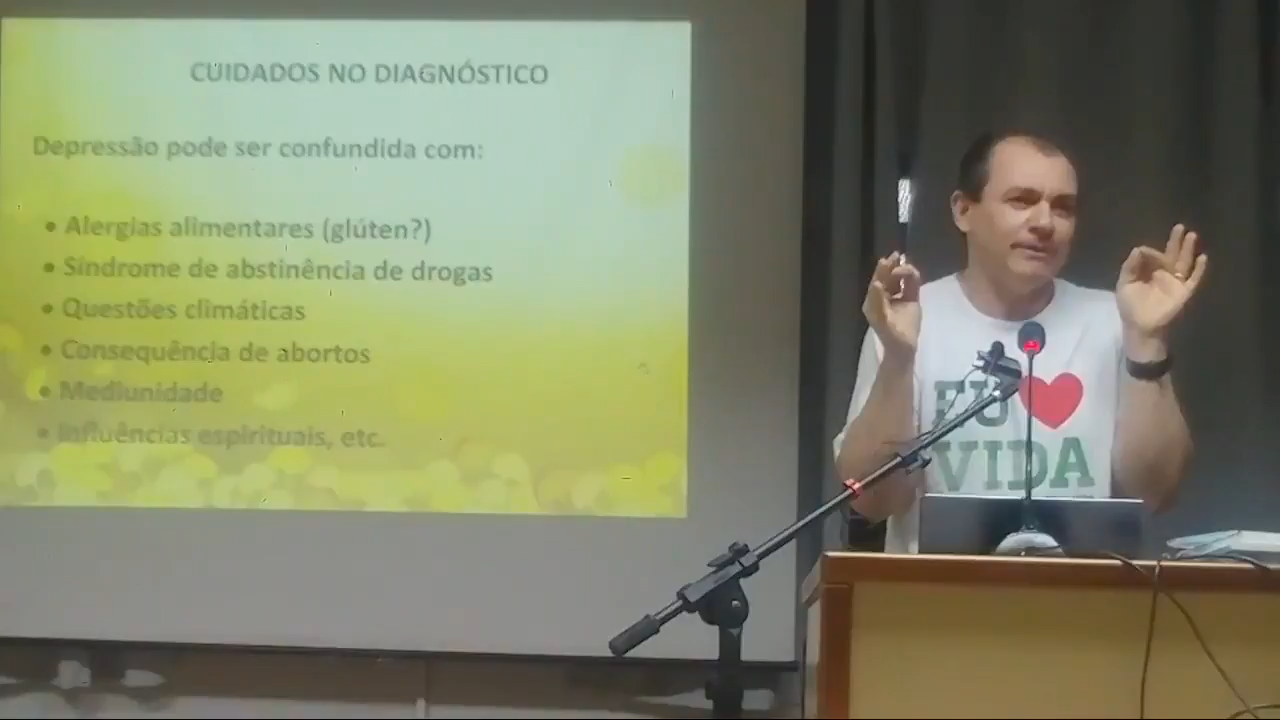 CUIDADOS NO DIAGNÓSTICO
Depressão pode ser confundida com:
• Alergias alimentares (glúten?)
• Síndrome de abstinência de drogas
• Questões climáticas
• Consequência de abortos
• Mediunidade
• Influências espirituais, etc.
EU
VIDA